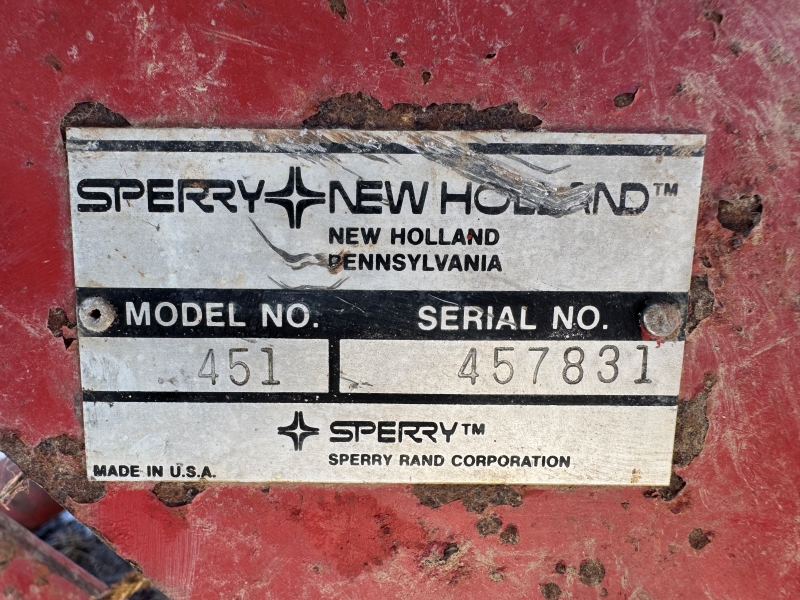 SPERRY NEW HOLLAND™
NEW HOLLAND
PENNSYLVANIA
MODEL NO. SERIAL NO.
451 457831
SPERRY™
SPERRY RAND CORPORATION
MADE IN U.S.A.